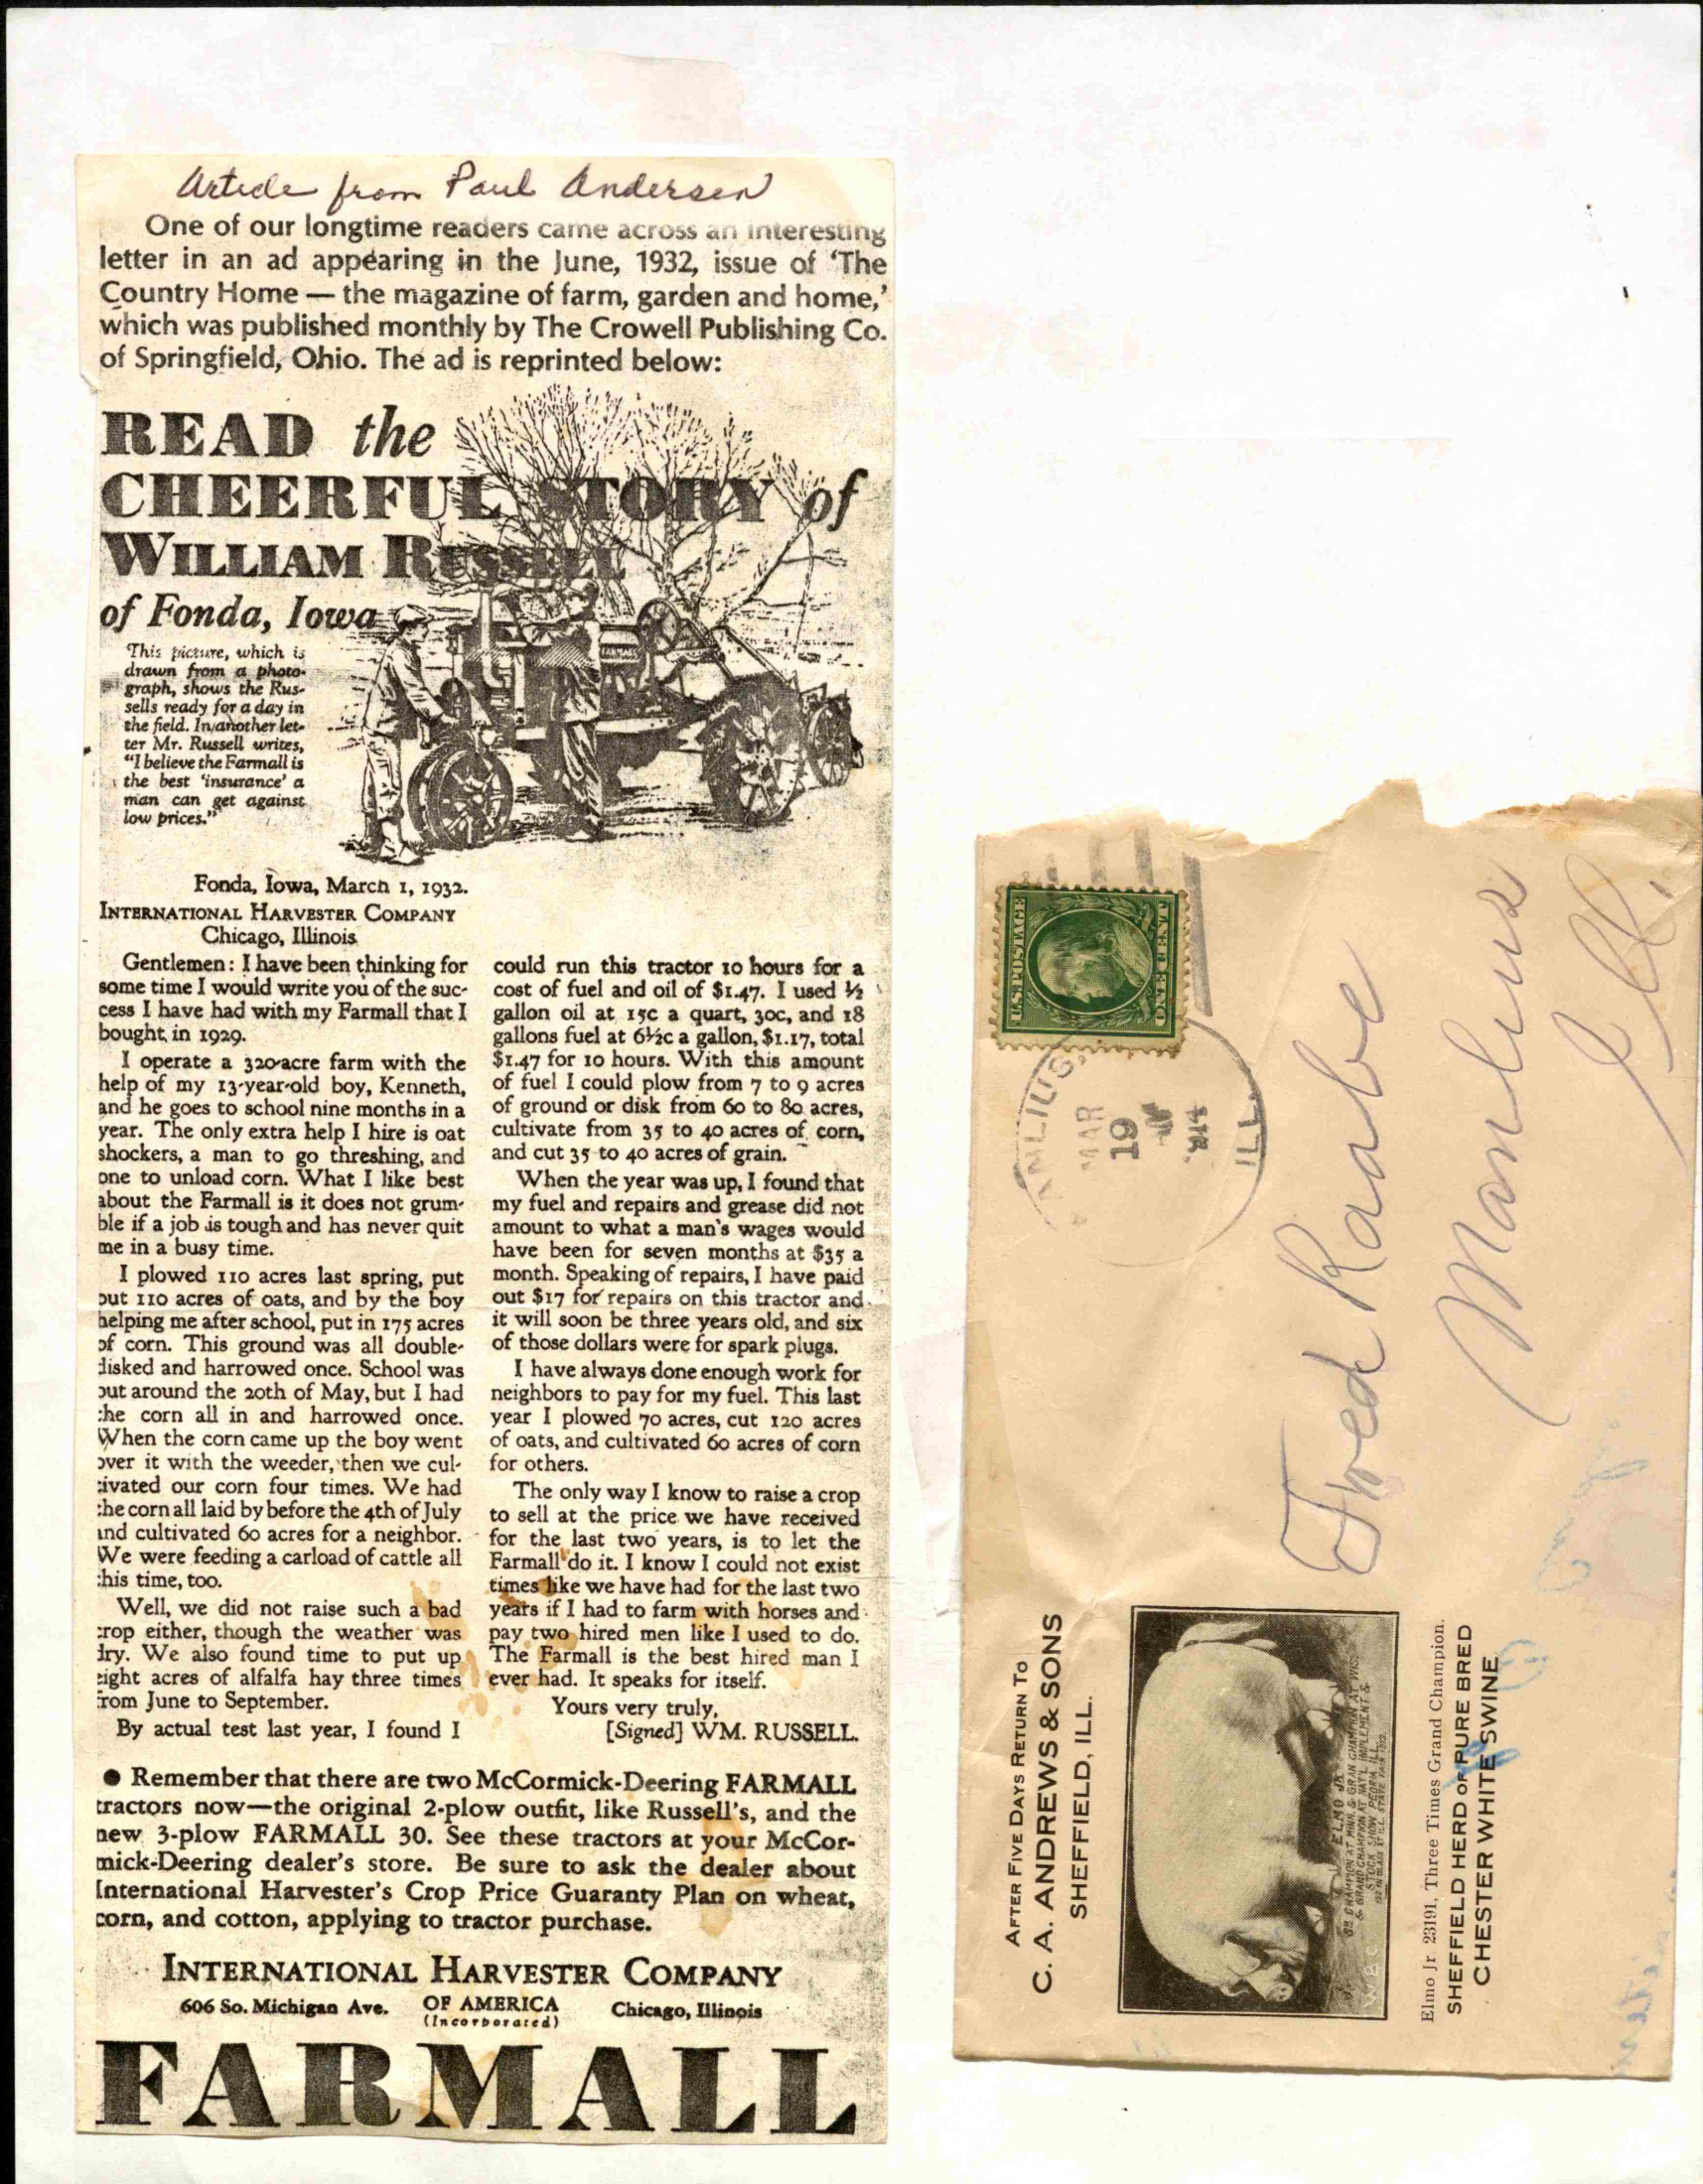 Article from Paul Andersen
One of our longtime readers came across an interesting
letter in an ad appearing in the June, 1932, issue of ‘The
Country Home — the magazine of farm, garden and home,’
which was published monthly by The Crowell Publishing Co.
of Springfield, Ohio. The ad is reprinted below:
READ the
CHEERFUL STORY of
WILLIAM RUSSELL
of Fonda, Iowa
This picture, which is
drawn from a photo-
graph, shows the Rus-
sells ready for a day in
the field. In another let-
ter Mr. Russell writes,
“I believe the Farmall is
the best ‘insurance’ a
man can get against
low prices.”
FARMALL
Fonda, Iowa, March 1, 1932.
INTERNATIONAL HARVESTER COMPANY
Chicago, Illinois
Gentlemen: I have been thinking for
some time I would write you of the suc-
cess I have had with my Farmall that I
bought in 1929.
I operate a 320-acre farm with the
help of my 13-year-old boy, Kenneth,
and he goes to school nine months in a
year. The only extra help I hire is oat
shockers, a man to go threshing, and
one to unload corn. What I like best
about the Farmall is it does not grum-
ble if a job is tough and has never quit
me in a busy time.
I plowed 110 acres last spring, put
out 110 acres of oats, and by the boy
helping me after school, put in 175 acres
of corn. This ground was all double-
disked and harrowed once. School was
out around the 20th of May, but I had
the corn all in and harrowed once.
When the corn came up the boy went
over it with the weeder, then we cul-
tivated our corn four times. We had
the corn all laid by before the 4th of July
and cultivated 60 acres for a neighbor.
We were feeding a carload of cattle all
this time, too.
Well, we did not raise such a bad
crop either, though the weather was
dry. We also found time to put up
eight acres of alfalfa hay three times
from June to September.
By actual test last year, I found I
could run this tractor 10 hours for a
cost of fuel and oil of $1.47. I used ½
gallon oil at 15c a quart, 30c, and 18
gallons fuel at 6½c a gallon, $1.17, total
$1.47 for 10 hours. With this amount
of fuel I could plow from 7 to 9 acres
of ground or disk from 60 to 80 acres,
cultivate from 35 to 40 acres of corn,
and cut 35 to 40 acres of grain.
When the year was up, I found that
my fuel and repairs and grease did not
amount to what a man's wages would
have been for seven months at $35 a
month. Speaking of repairs, I have paid
out $17 for repairs on this tractor and
it will soon be three years old, and six
of those dollars were for spark plugs.
I have always done enough work for
neighbors to pay for my fuel. This last
year I plowed 70 acres, cut 120 acres
of oats, and cultivated 60 acres of corn
for others.
The only way I know to raise a crop
to sell at the price we have received
for the last two years, is to let the
Farmall do it. I know I could not exist
times like we have had for the last two
years if I had to farm with horses and
pay two hired men like I used to do.
The Farmall is the best hired man I
ever had. It speaks for itself.
Yours very truly,
[Signed] WM. RUSSELL.
● Remember that there are two McCormick-Deering FARMALL
tractors now—the original 2-plow outfit, like Russell's, and the
new 3-plow FARMALL 30. See these tractors at your McCor-
mick-Deering dealer's store. Be sure to ask the dealer about
International Harvester's Crop Price Guaranty Plan on wheat,
corn, and cotton, applying to tractor purchase.
INTERNATIONAL HARVESTER COMPANY
606 So. Michigan Ave. OF AMERICA Chicago, Illinois
(Incorporated)
FARMALL
AFTER FIVE DAYS RETURN TO
C. A. ANDREWS & SONS
SHEFFIELD, ILL.
U.S. POSTAGE
ONE CENT
ANLIUS,
MAR
19
STA.
ILL.
Fred Raabe
Manlius
Ill.
ELMO JR
CHAMPION AT MINN. & GRAN CHAMPION AT WISC
& GRAND CHAMPION AT NAT'L IMPLEMENT &
STOCK SHOW, PEORIA, ILL.
W.B.C.
Elmo Jr 23191, Three Times Grand Champion.
SHEFFIELD HERD OF PURE BRED
CHESTER WHITE SWINE